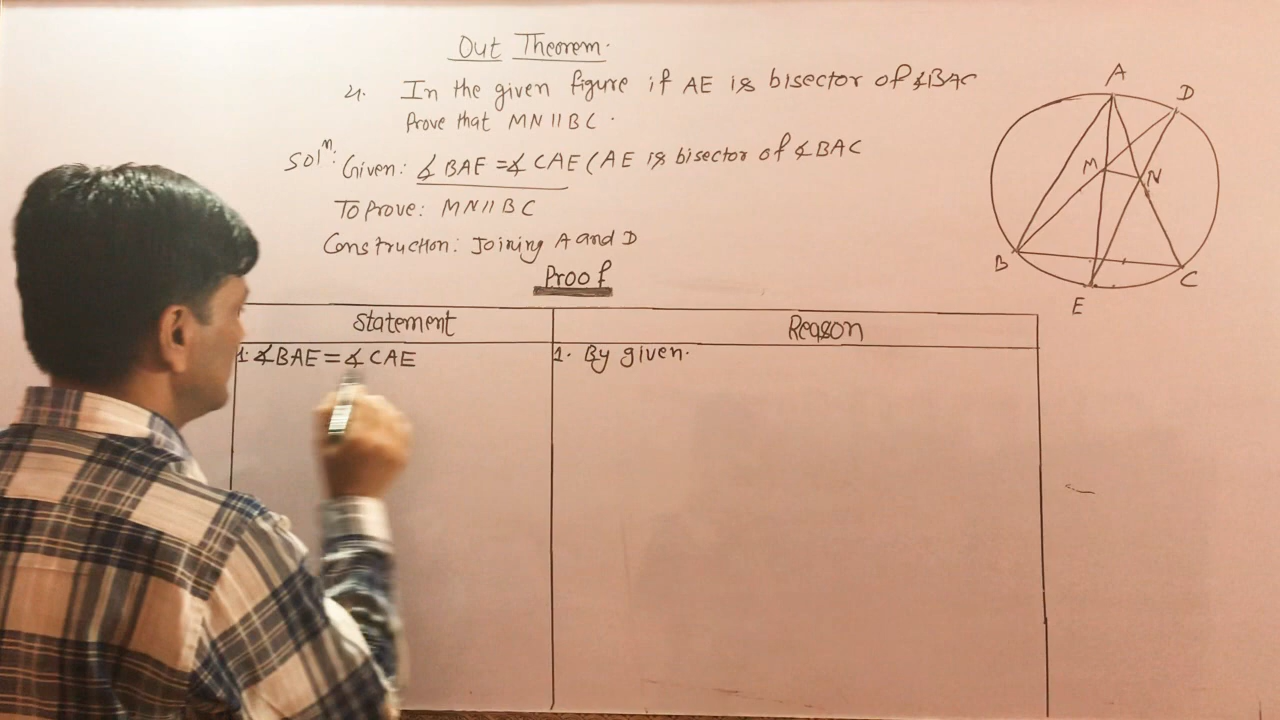 Out Theorem.
4. In the given figure if AE is bisector of ∡BAC
Prove that MN//BC.
Solⁿ: Given: ∡BAE = ∡CAE (AE is bisector of ∡BAC
To Prove: MN//BC
Construction: Joining A and D
Proof
Statement Reason
1. ∡BAE = ∡CAE 1. By given.
A
D
M
N
B
C
E